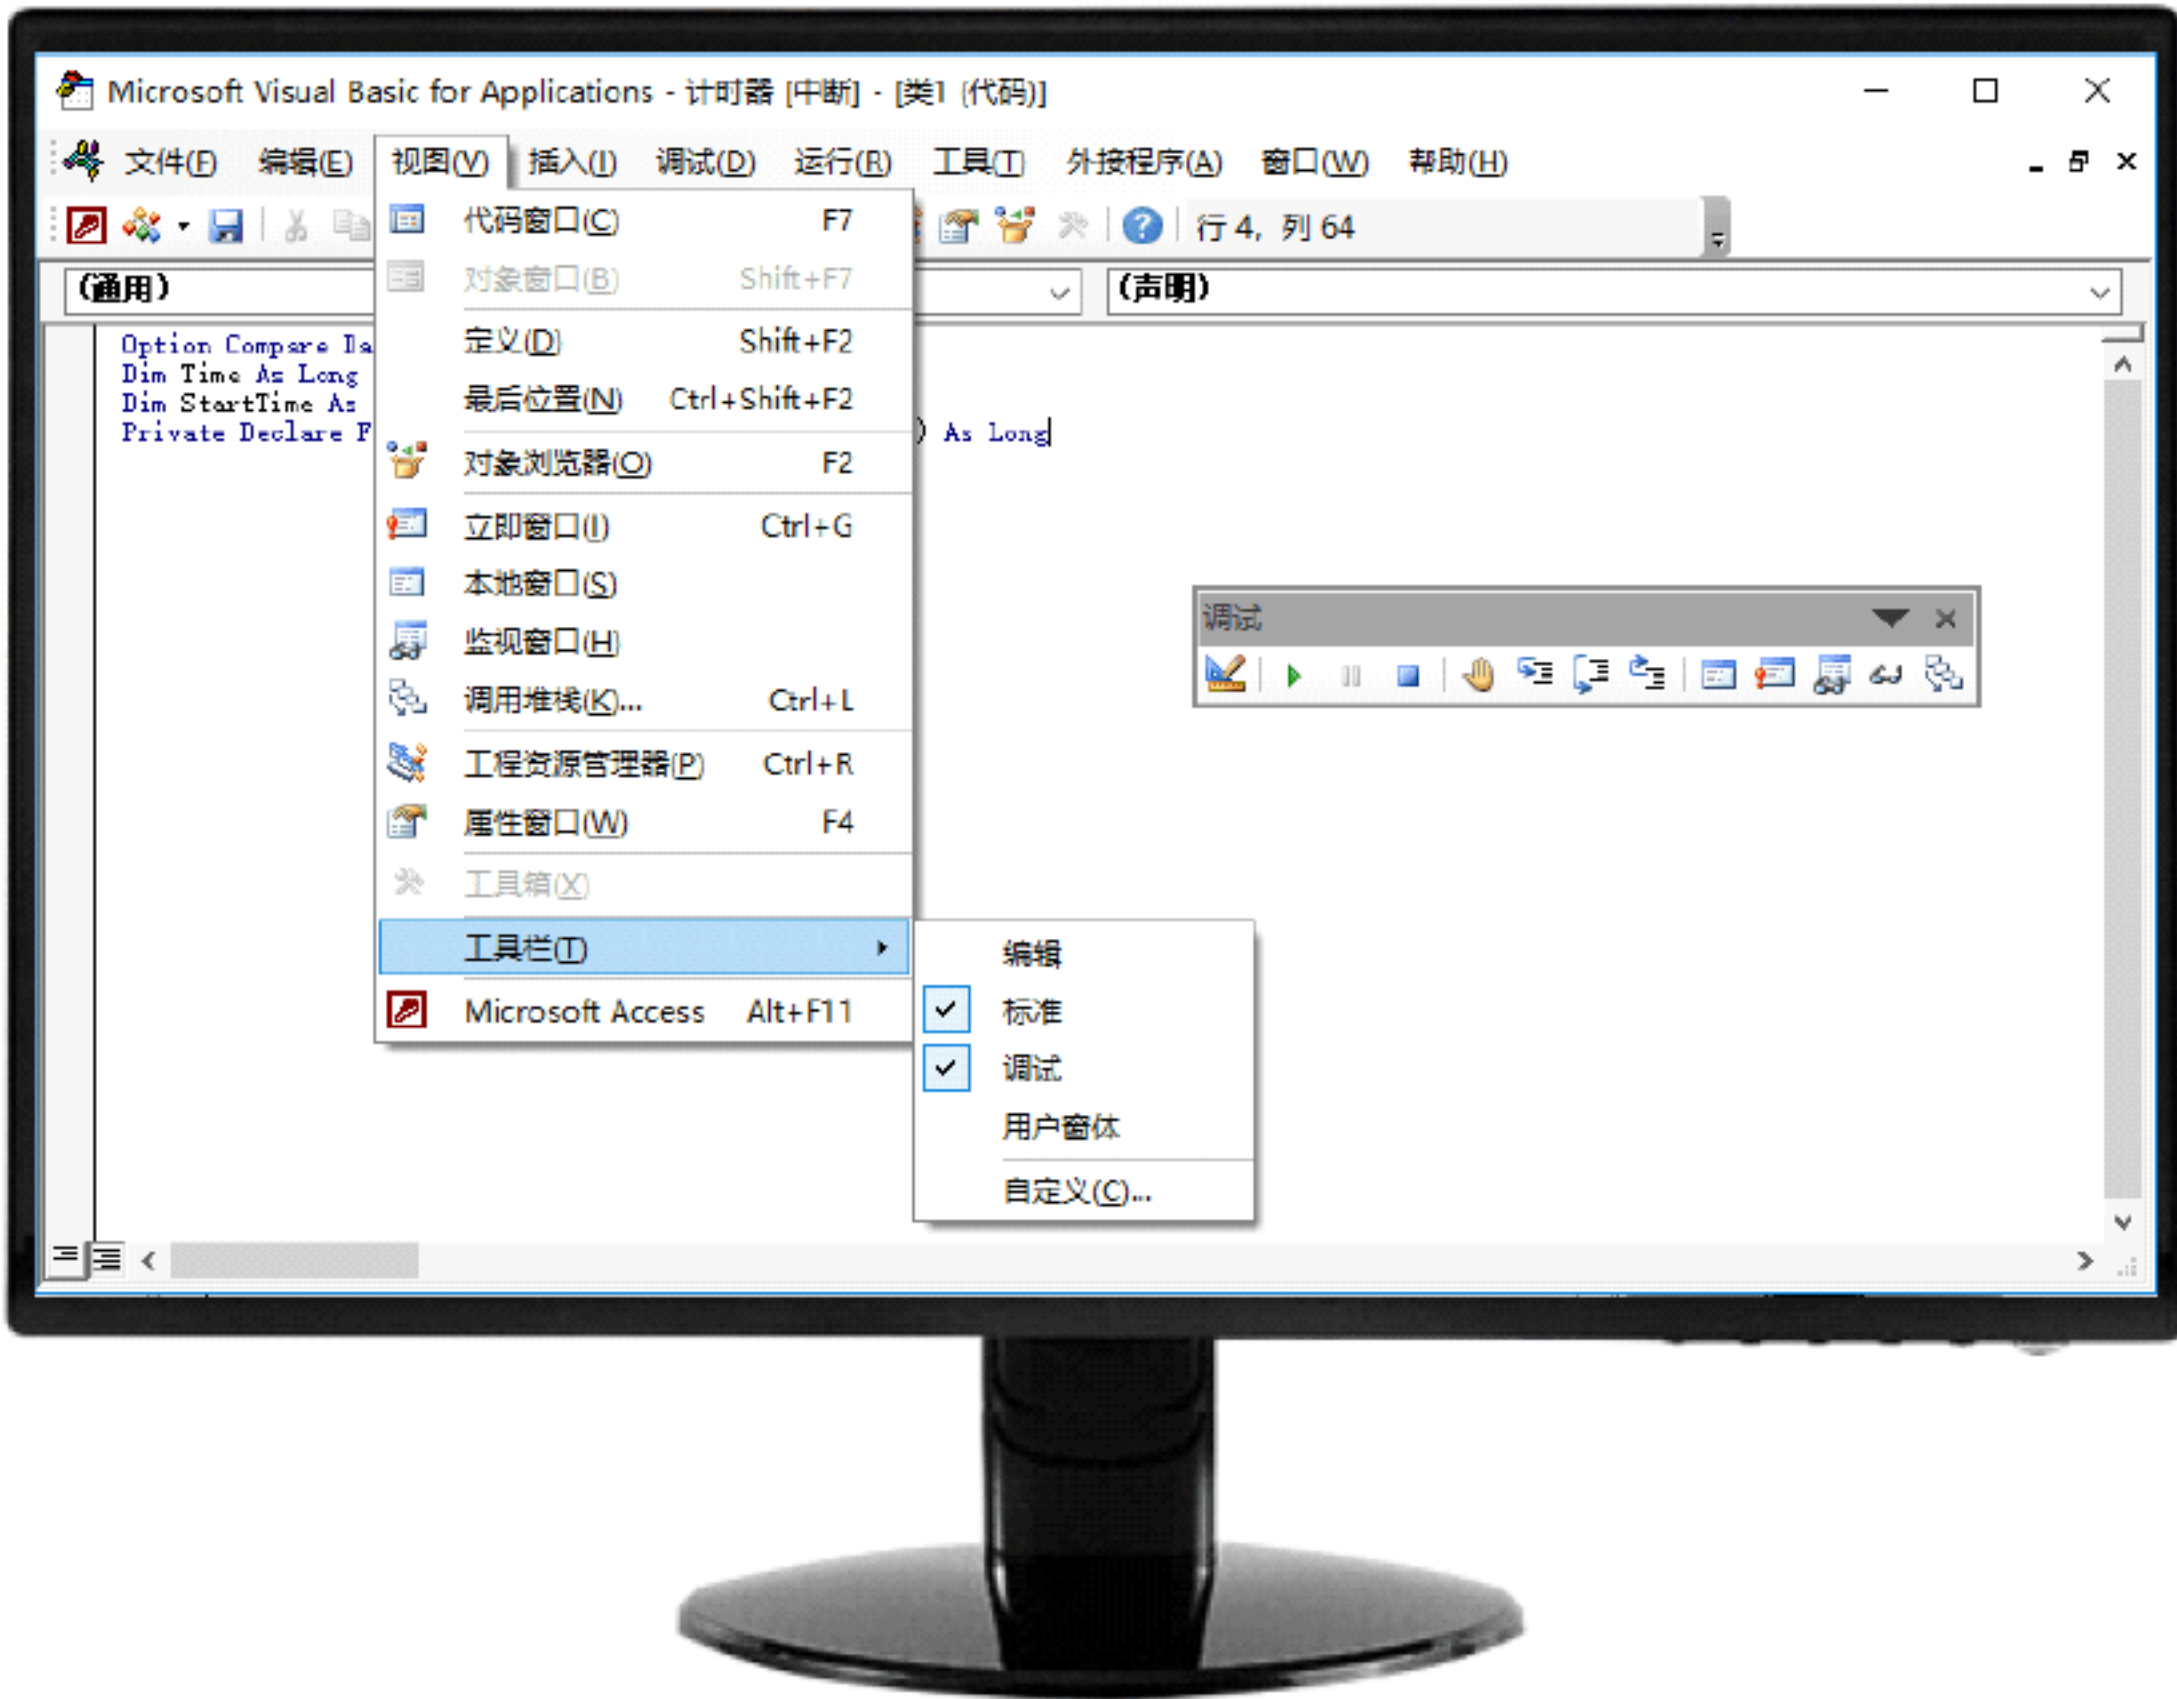 Microsoft Visual Basic for Applications - 计时器 [中断] - [类1 (代码)]
文件(F) 编辑(E) 视图(V) 插入(I) 调试(D) 运行(R) 工具(T) 外接程序(A) 窗口(W) 帮助(H)
行 4, 列 64
(通用) (声明)
Option Compare Da
Dim Time As Long
Dim StartTime As
Private Declare F ) As Long
代码窗口(C) F7
对象窗口(B) Shift+F7
定义(D) Shift+F2
最后位置(N) Ctrl+Shift+F2
对象浏览器(O) F2
立即窗口(I) Ctrl+G
本地窗口(S)
监视窗口(H)
调用堆栈(K)... Ctrl+L
工程资源管理器(P) Ctrl+R
属性窗口(W) F4
工具箱(X)
工具栏(T)
Microsoft Access Alt+F11
编辑
标准
调试
用户窗体
自定义(C)...
调试